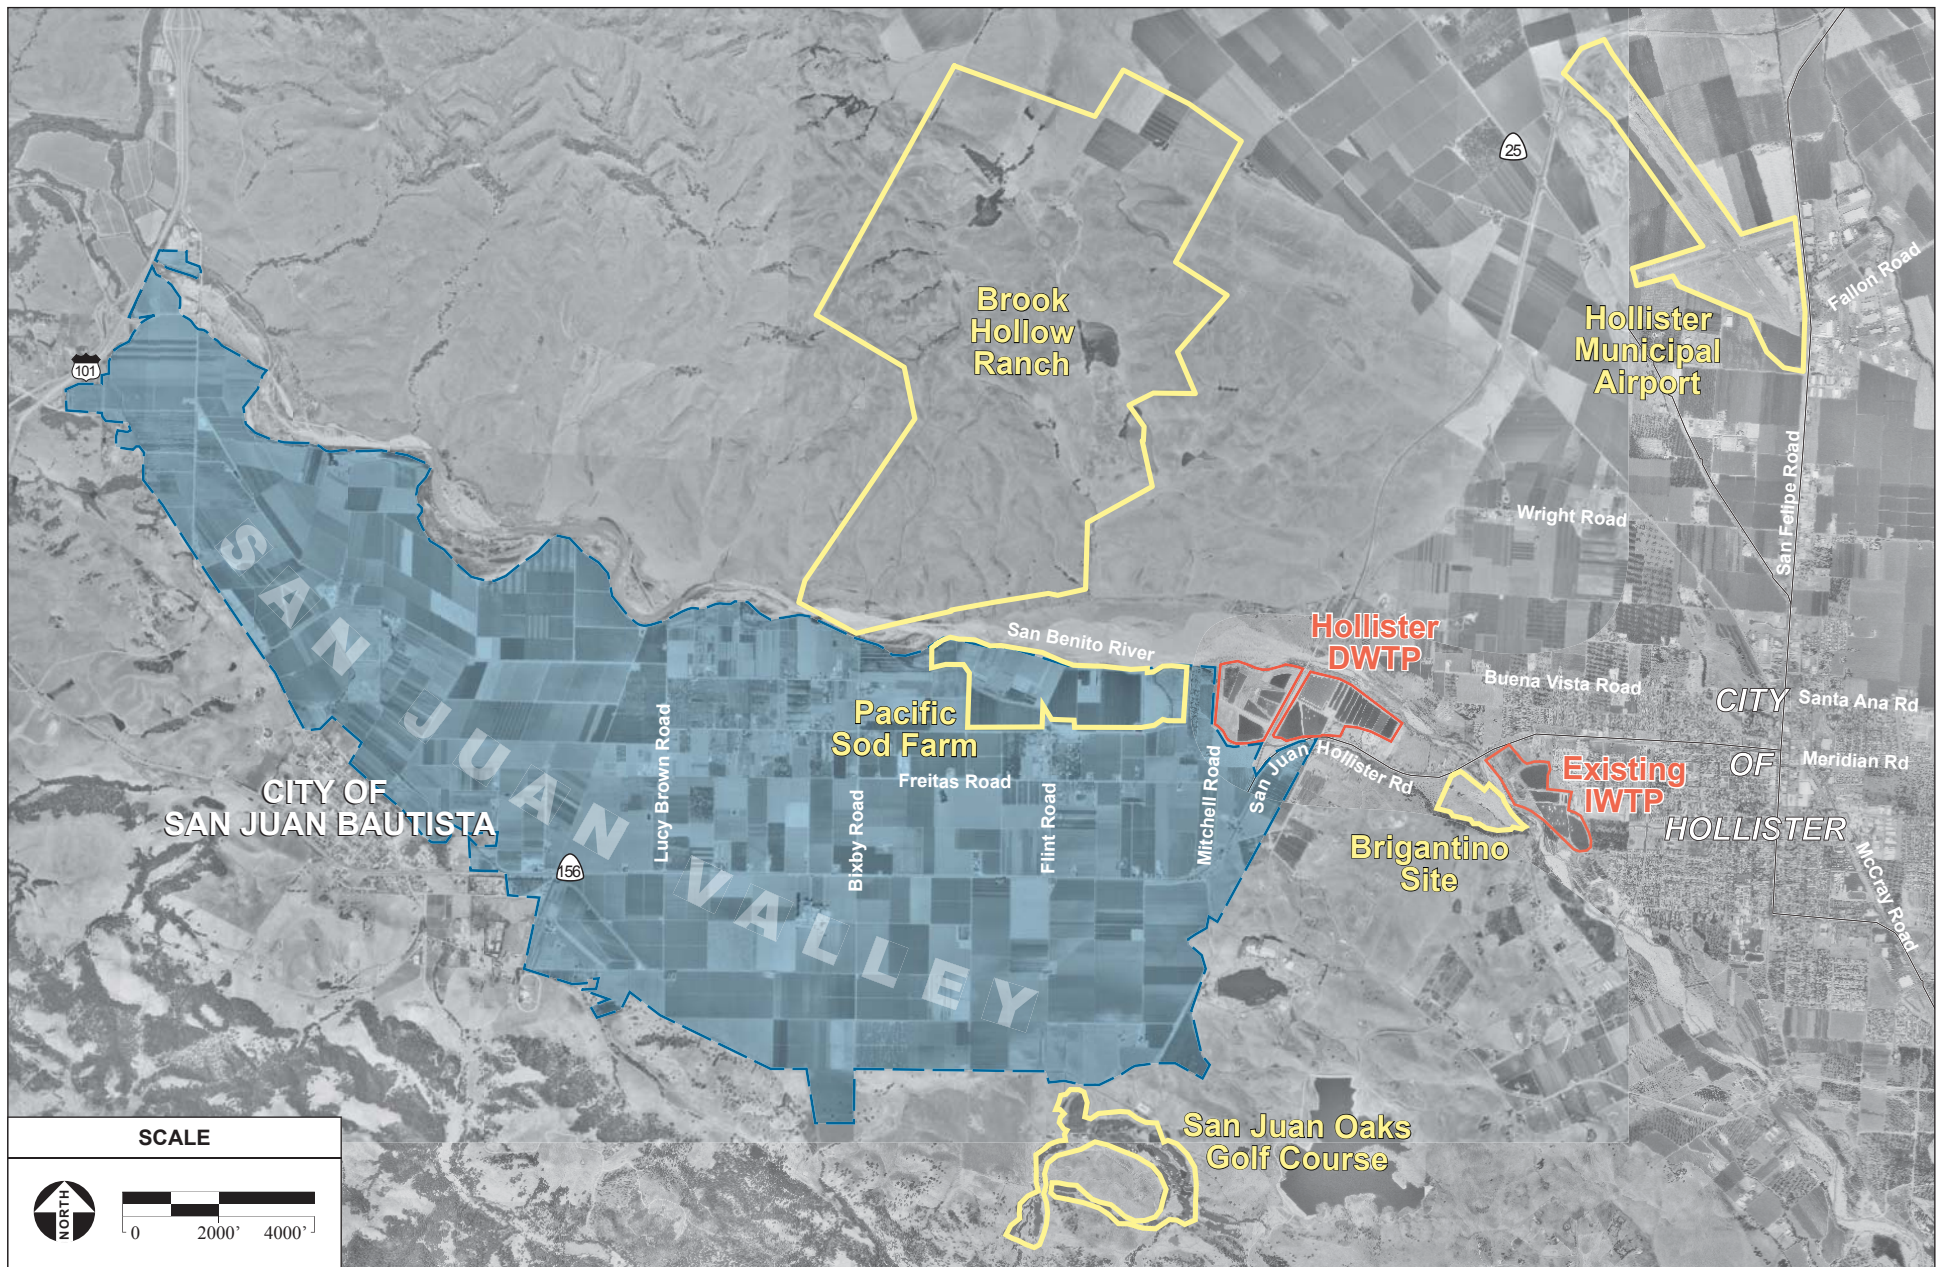 25
Fallon Road
Brook
Hollow
Ranch
Hollister
Municipal
Airport
101
San Felipe Road
Wright Road
SAN JUAN VALLEY
San Benito River
Hollister
DWTP
Buena Vista Road
CITY
OF
HOLLISTER
Santa Ana Rd
Meridian Rd
Pacific
Sod Farm
Lucy Brown Road
Freitas Road
Bixby Road
Flint Road
Mitchell Road
San Juan Hollister Rd
Existing
IWTP
CITY OF
SAN JUAN BAUTISTA
156
Brigantino
Site
McCray Road
San Juan Oaks
Golf Course
SCALE
NORTH
0 2000' 4000'